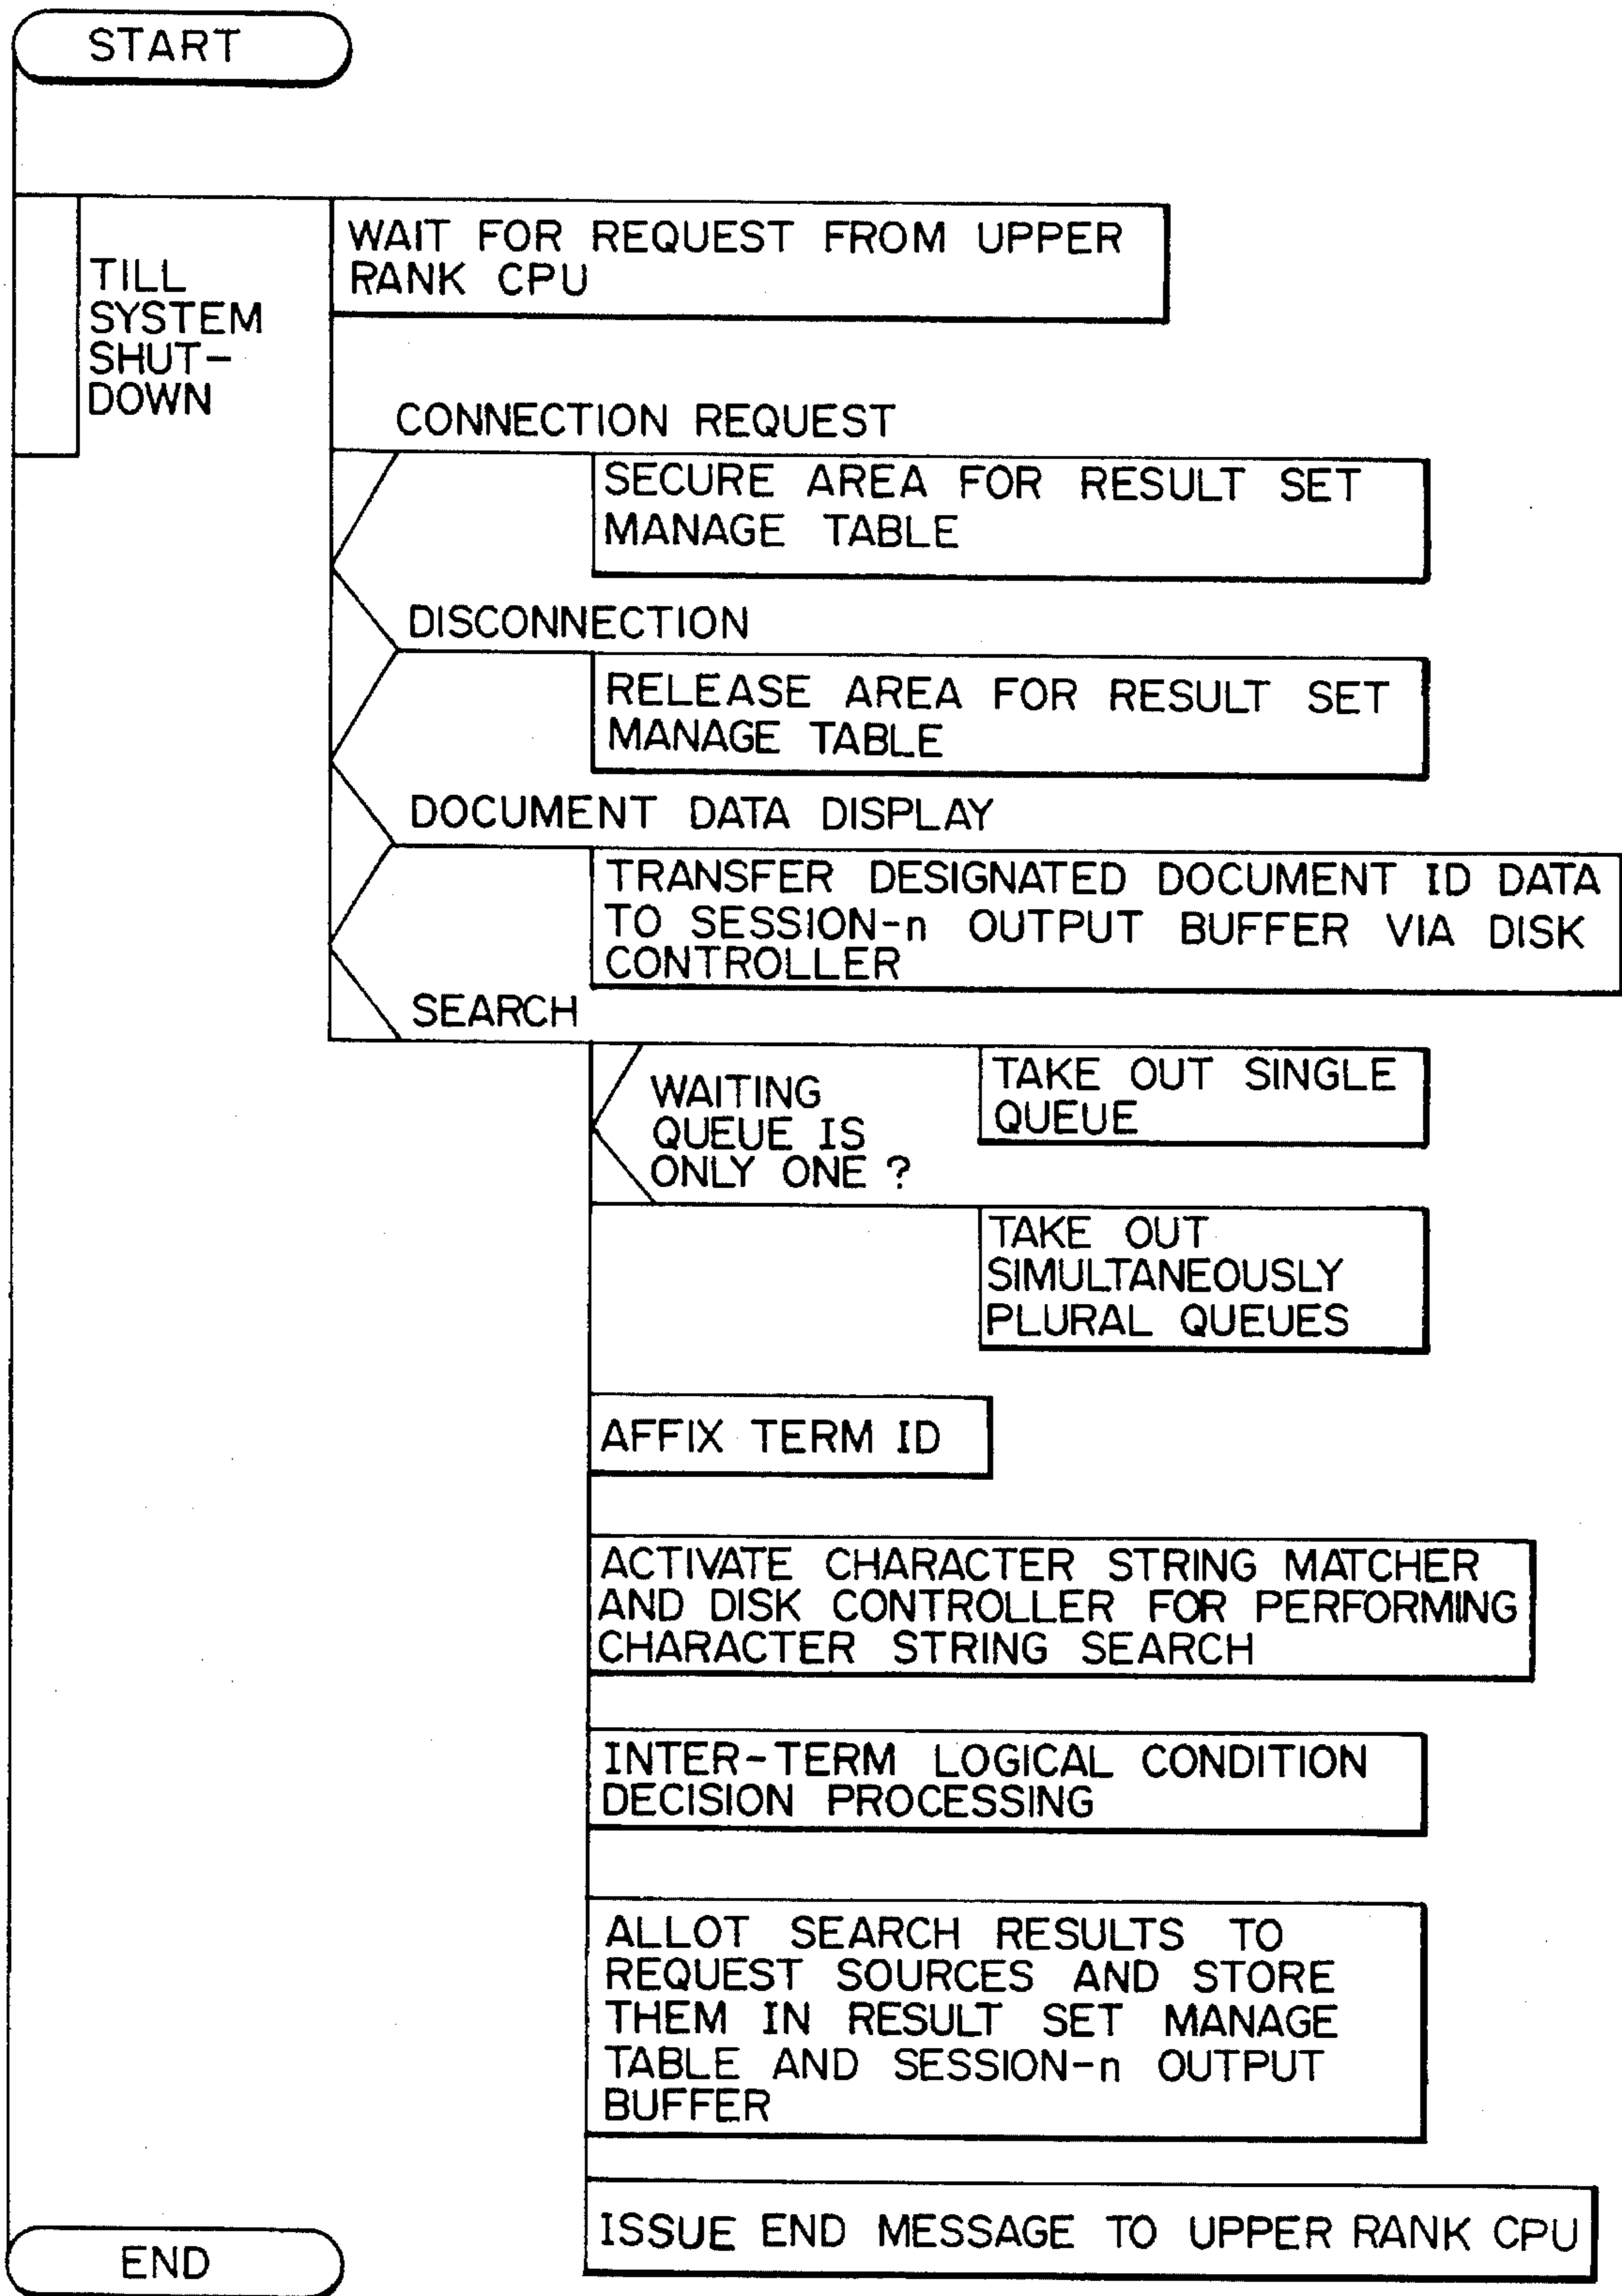 START
TILL
SYSTEM
SHUT-
DOWN
WAIT FOR REQUEST FROM UPPER
RANK CPU
CONNECTION REQUEST
SECURE AREA FOR RESULT SET
MANAGE TABLE
DISCONNECTION
RELEASE AREA FOR RESULT SET
MANAGE TABLE
DOCUMENT DATA DISPLAY
TRANSFER DESIGNATED DOCUMENT ID DATA
TO SESSION-n OUTPUT BUFFER VIA DISK
CONTROLLER
SEARCH
WAITING
QUEUE IS
ONLY ONE ?
TAKE OUT SINGLE
QUEUE
TAKE OUT
SIMULTANEOUSLY
PLURAL QUEUES
AFFIX TERM ID
ACTIVATE CHARACTER STRING MATCHER
AND DISK CONTROLLER FOR PERFORMING
CHARACTER STRING SEARCH
INTER-TERM LOGICAL CONDITION
DECISION PROCESSING
ALLOT SEARCH RESULTS TO
REQUEST SOURCES AND STORE
THEM IN RESULT SET MANAGE
TABLE AND SESSION-n OUTPUT
BUFFER
ISSUE END MESSAGE TO UPPER RANK CPU
END